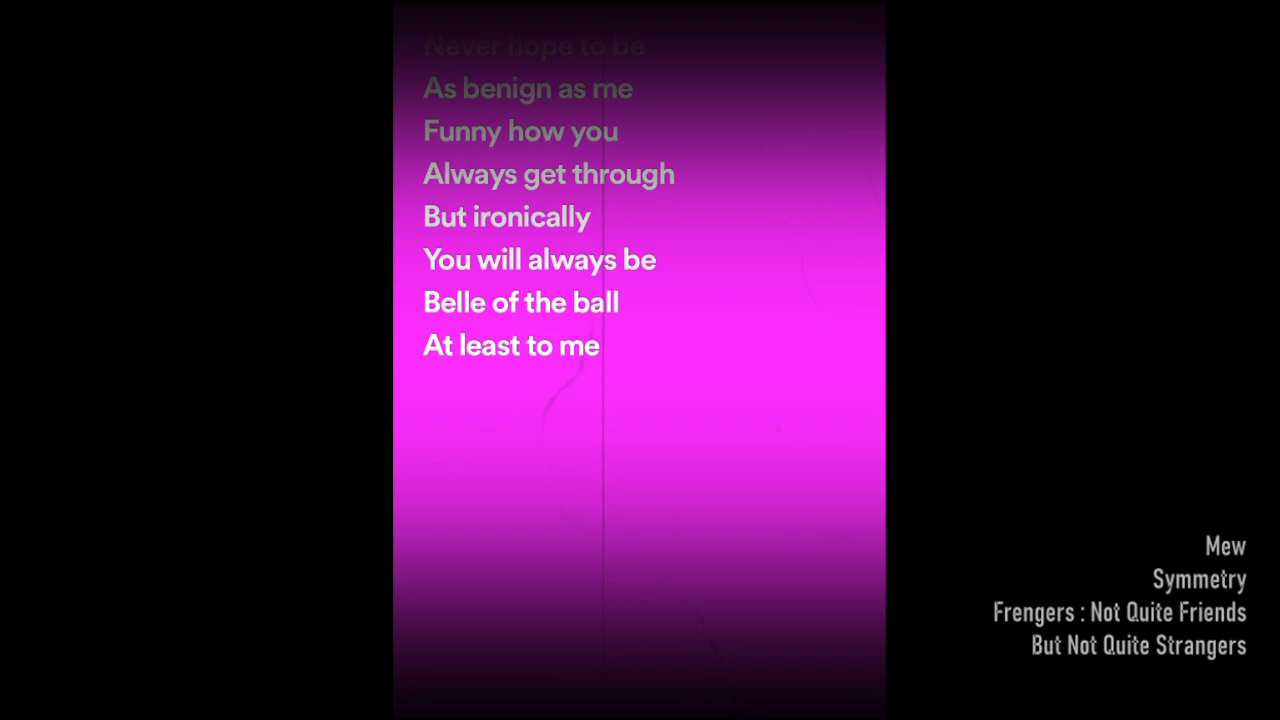 Never hope to be
As benign as me
Funny how you
Always get through
But ironically
You will always be
Belle of the ball
At least to me
Mew
Symmetry
Frengers : Not Quite Friends
But Not Quite Strangers